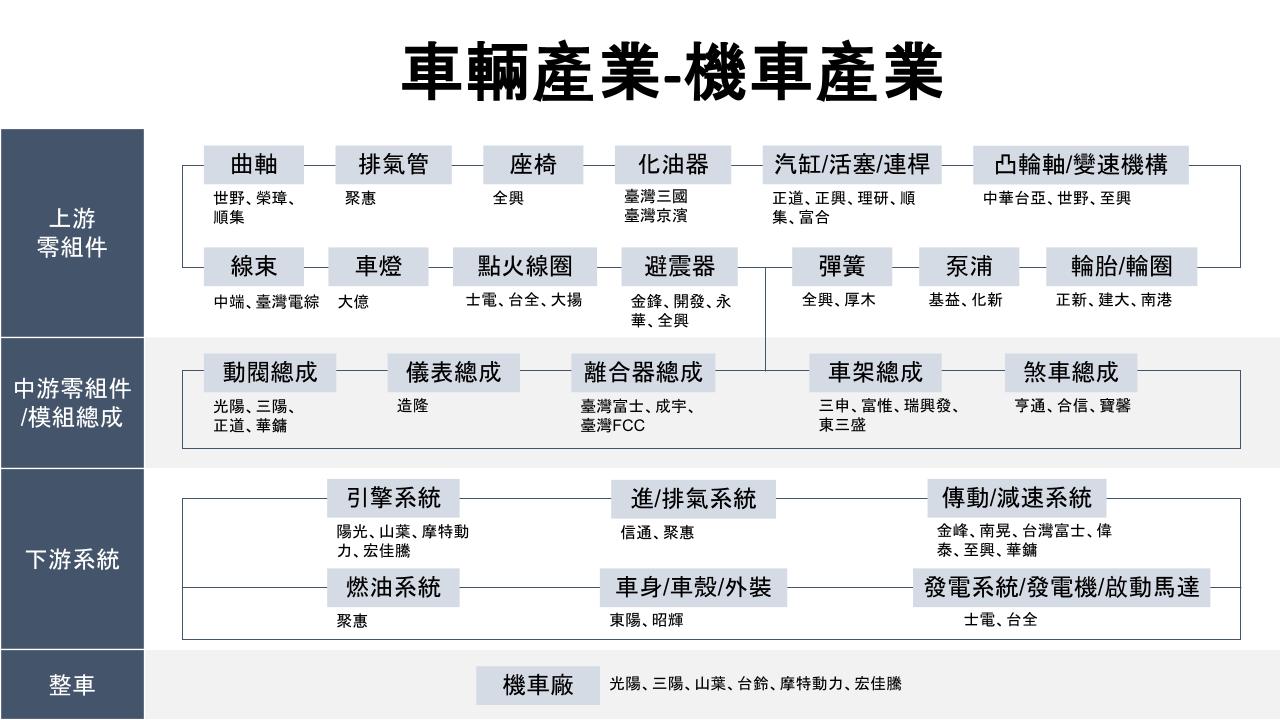 車輛產業-機車產業
上游
零組件
曲軸
世野、榮璋、
順集
排氣管
聚惠
座椅
全興
化油器
臺灣三國
臺灣京濱
汽缸/活塞/連桿
正道、正興、理研、順
集、富合
凸輪軸/變速機構
中華台亞、世野、至興
線束
中端、臺灣電綜
車燈
大億
點火線圈
士電、台全、大揚
避震器
金鋒、開發、永
華、全興
彈簧
全興、厚木
泵浦
基益、化新
輪胎/輪圈
正新、建大、南港
中游零組件
/模組總成
動閥總成
光陽、三陽、
正道、華鏞
儀表總成
造隆
離合器總成
臺灣富士、成宇、
臺灣FCC
車架總成
三申、富惟、瑞興發、
東三盛
煞車總成
亨通、合信、寶馨
下游系統
引擎系統
陽光、山葉、摩特動
力、宏佳騰
進/排氣系統
信通、聚惠
傳動/減速系統
金峰、南晃、台灣富士、偉
泰、至興、華鏞
燃油系統
聚惠
車身/車殼/外裝
東陽、昭輝
發電系統/發電機/啟動馬達
士電、台全
整車
機車廠
光陽、三陽、山葉、台鈴、摩特動力、宏佳騰